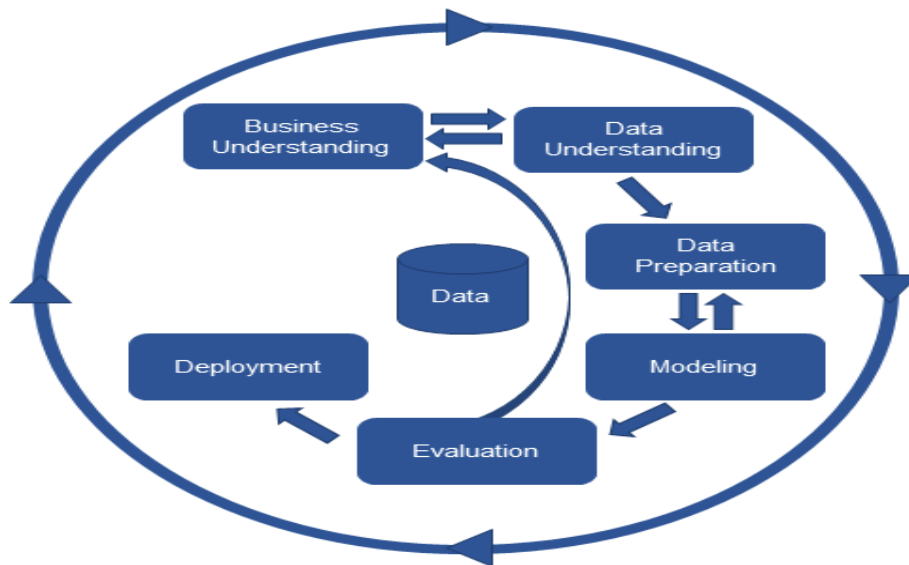 Business
Understanding
Data
Understanding
Data
Preparation
Data
Deployment
Modeling
Evaluation